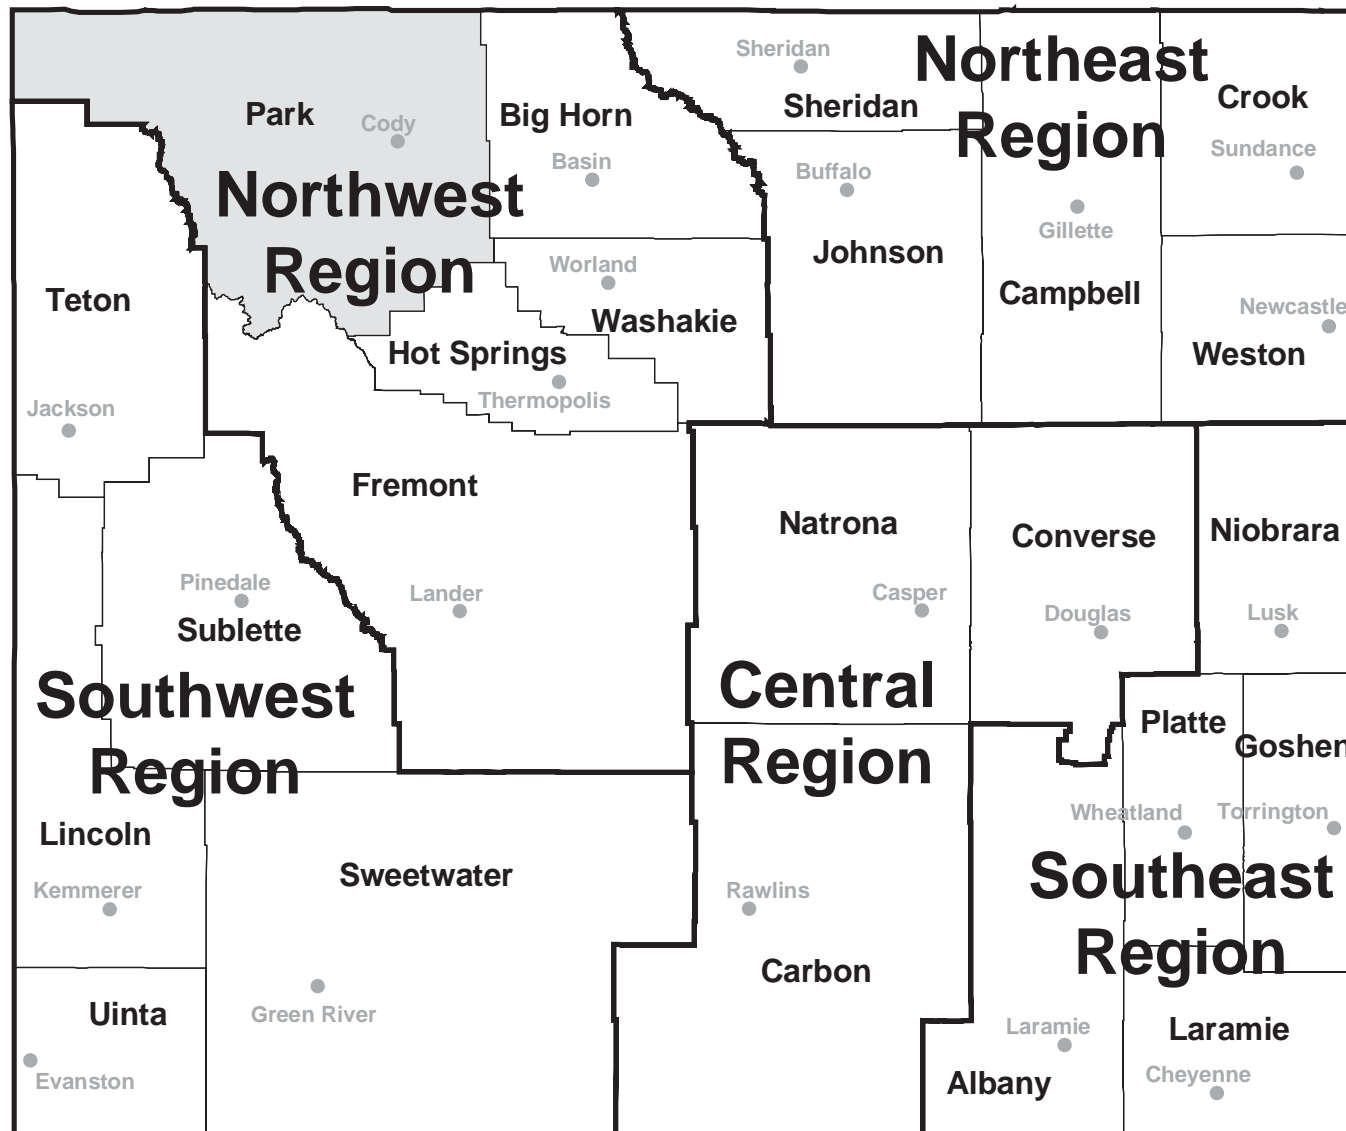 Sheridan
Northeast
Region
Sheridan
Crook
Sundance
Park
Cody
Big Horn
Basin
Northwest
Region
Buffalo
Johnson
Gillette
Campbell
Newcastle
Weston
Worland
Washakie
Hot Springs
Thermopolis
Teton
Jackson
Fremont
Lander
Natrona
Casper
Converse
Douglas
Niobrara
Lusk
Pinedale
Sublette
Southwest
Region
Central
Region
Platte
Goshen
Wheatland
Torrington
Southeast
Region
Lincoln
Kemmerer
Sweetwater
Green River
Rawlins
Carbon
Uinta
Evanston
Laramie
Albany
Laramie
Cheyenne